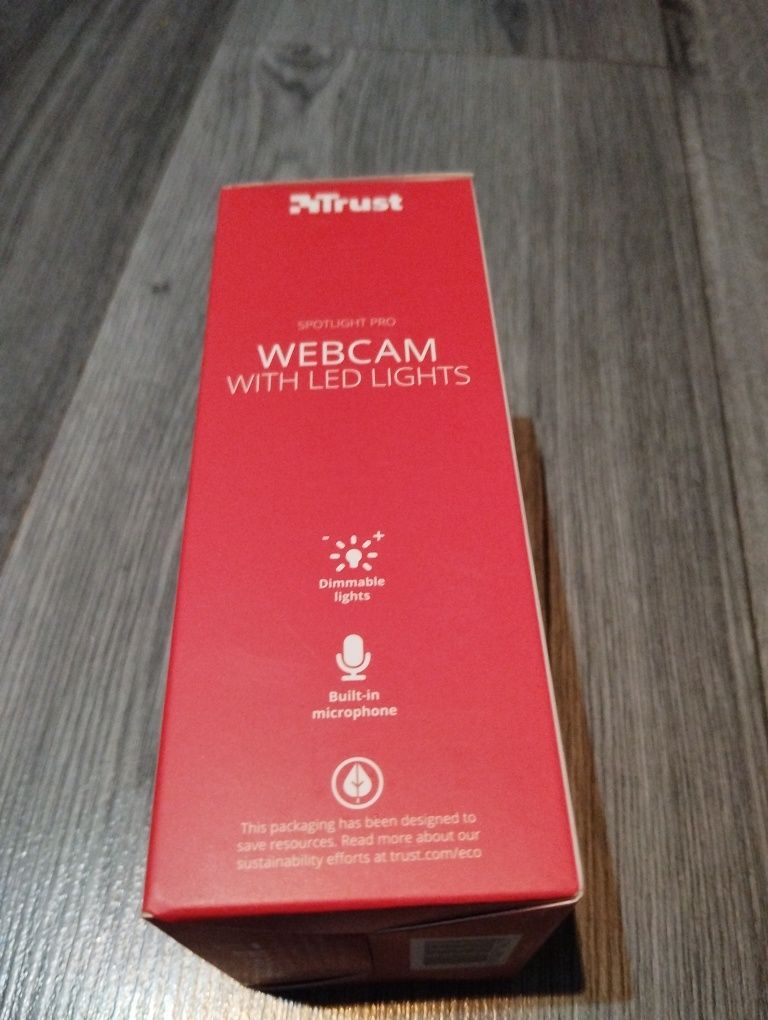 Trust
SPOTLIGHT PRO
WEBCAM
WITH LED LIGHTS
- +
Dimmable
lights
Built-in
microphone
This packaging has been designed to
save resources. Read more about our
sustainability efforts at trust.com/eco